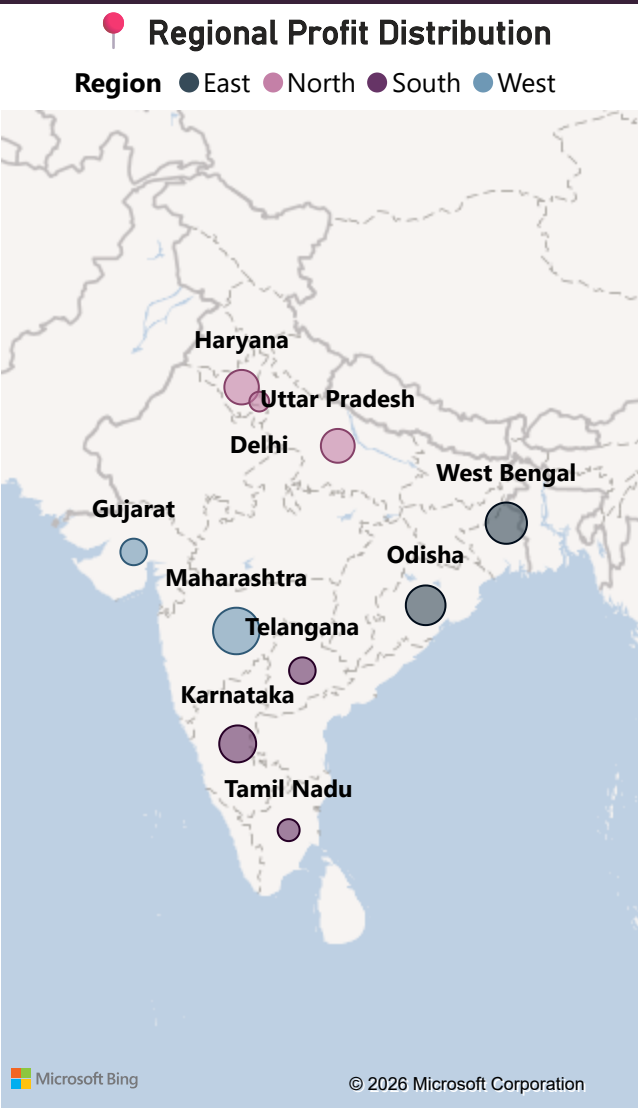 Regional Profit Distribution
Region East North South West
Haryana
Uttar Pradesh
Delhi
West Bengal
Gujarat
Odisha
Maharashtra
Telangana
Karnataka
Tamil Nadu
Microsoft Bing
© 2026 Microsoft Corporation